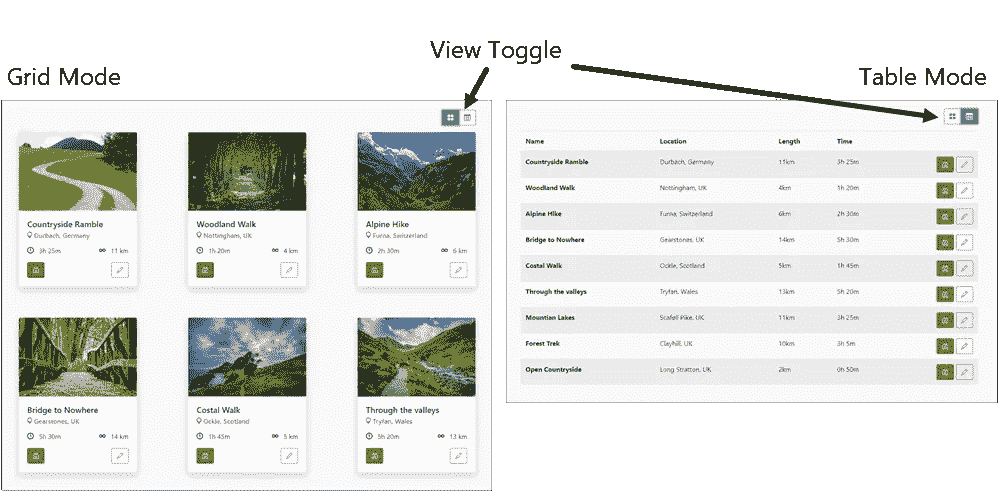 View Toggle
Grid Mode
Table Mode
Countryside Ramble
Durbach, Germany
3h 25m 11 km
Woodland Walk
Nottingham, UK
1h 20m 4 km
Alpine Hike
Furna, Switzerland
2h 30m 6 km
Bridge to Nowhere
Gearstones, UK
5h 30m 14 km
Costal Walk
Ockle, Scotland
1h 45m 5 km
Through the valleys
Tryfan, Wales
5h 20m 13 km
Name Location Length Time
Countryside Ramble Durbach, Germany 11km 3h 25m
Woodland Walk Nottingham, UK 4km 1h 20m
Alpine Hike Furna, Switzerland 6km 2h 30m
Bridge to Nowhere Gearstones, UK 14km 5h 30m
Costal Walk Ockle, Scotland 5km 1h 45m
Through the valleys Tryfan, Wales 13km 5h 20m
Mountian Lakes Scafell Pike, UK 11km 3h 25m
Forest Trek Clayhill, UK 10km 3h 5m
Open Countryside Long Stratton, UK 2km 0h 50m